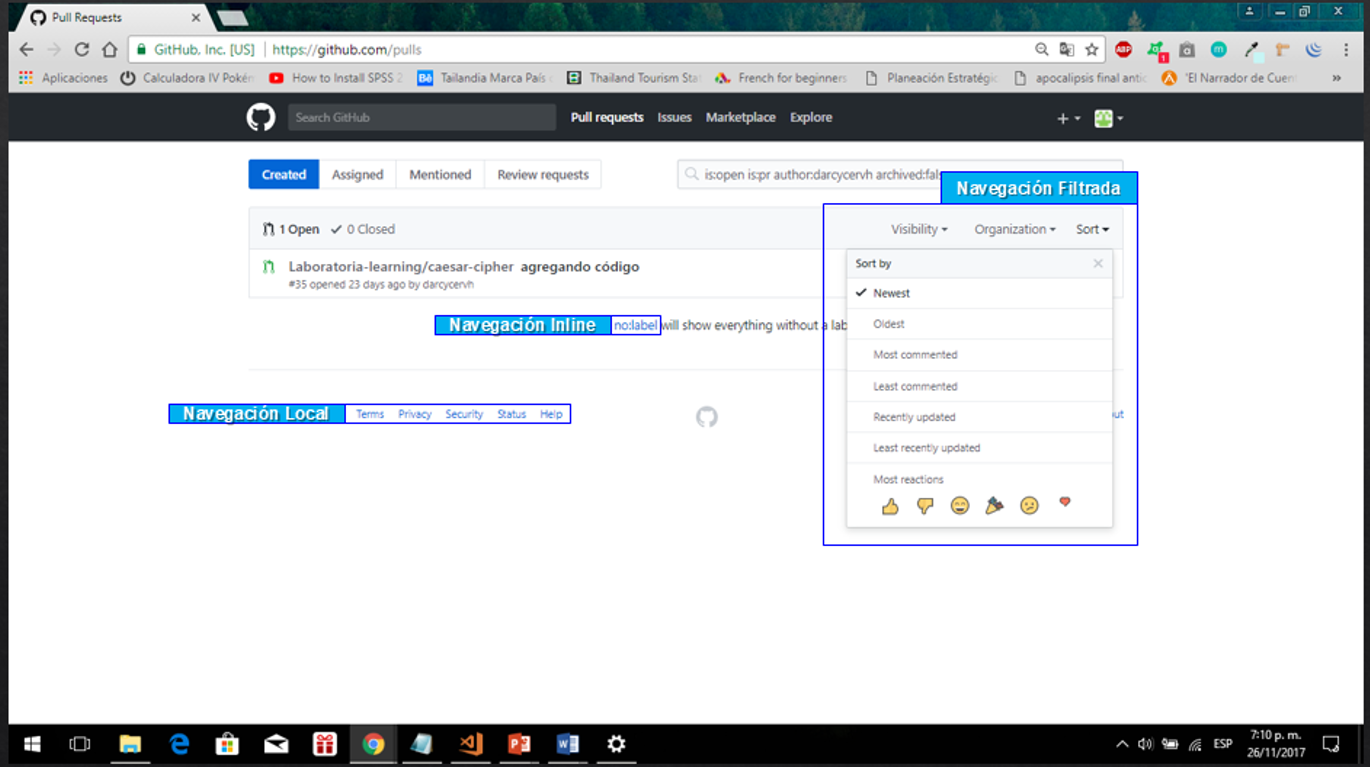 Pull Requests
GitHub, Inc. [US] https://github.com/pulls
ABP
1
m
Aplicaciones Calculadora IV Pokém How to Install SPSS 2 Bē Tailandia Marca País Thailand Tourism Stat French for beginners Planeación Estratégic apocalipsis final antic 'El Narrador de Cuent »
Search GitHub Pull requests Issues Marketplace Explore
Created Assigned Mentioned Review requests is:open is:pr author:darcycervh archived:fals
Navegación Filtrada
1 Open 0 Closed Visibility Organization Sort
Laboratoria-learning/caesar-cipher agregando código
#35 opened 23 days ago by darcycervh
Sort by
Newest
Oldest
Most commented
Least commented
Recently updated
Least recently updated
Most reactions
Navegación Inline no:label will show everything without a lab
Navegación Local Terms Privacy Security Status Help
out
ESP 7:10 p. m.
26/11/2017